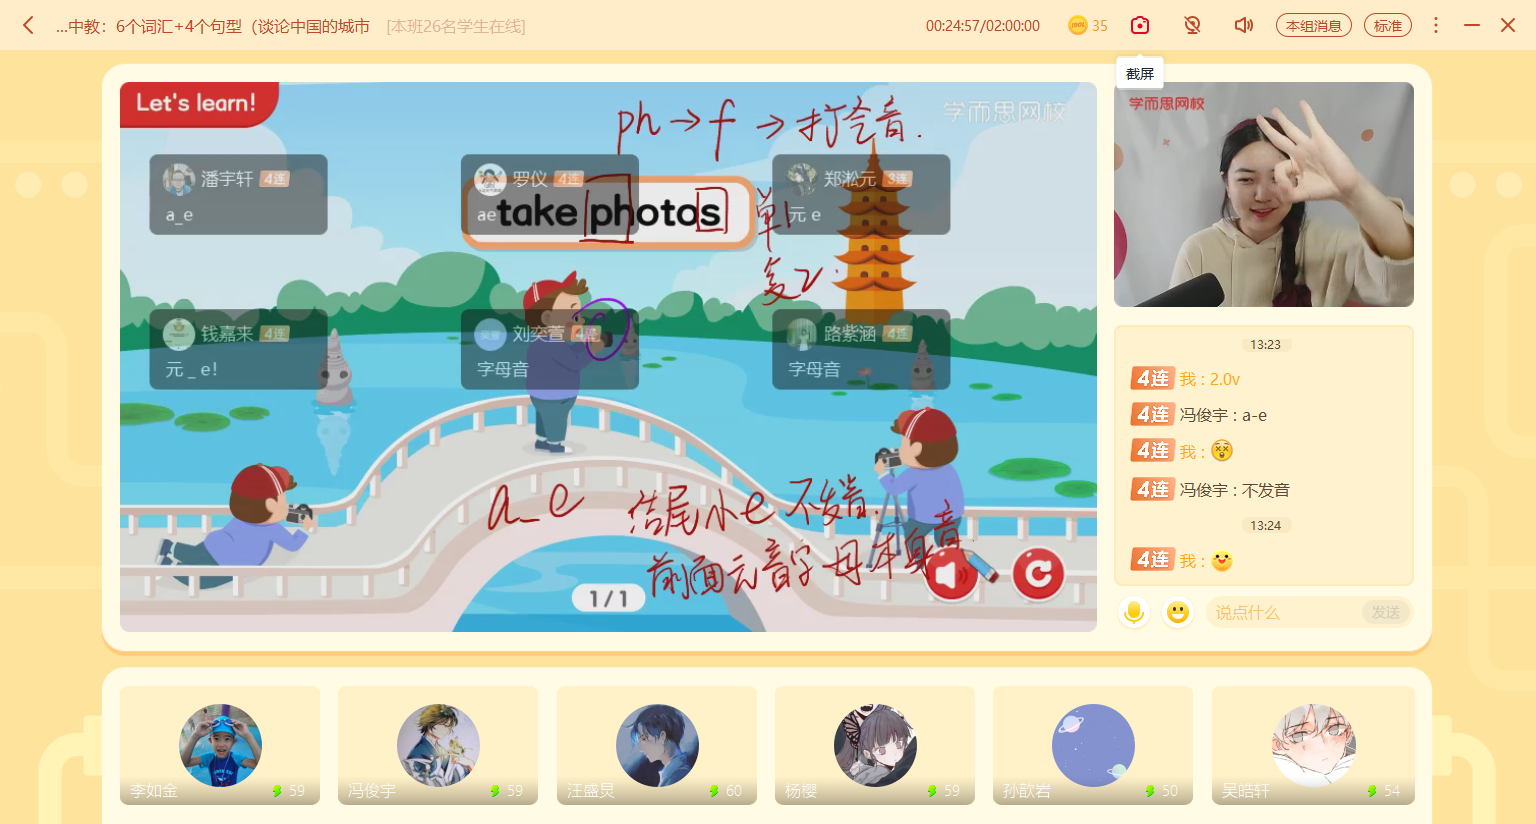 ...中教：6个词汇+4个句型（谈论中国的城市
[本班26名学生在线]
00:24:57/02:00:00
100%
35
本组消息
标准
截屏
Let's learn!
ph→f→打空音.
学而思网校
潘宇轩 4连
a_e
罗仪 4连
ae
郑淞元 3连
元 e
take photos
单1
复2
钱嘉来 4连
元 _ e!
刘奕萱 4连
字母音
路紫涵 4连
字母音
a_e 结尾小e不发音.
前面元音字母本身音
1/1
学而思网校
13:23
4连 我 : 2.0v
4连 冯俊宇 : a-e
4连 我 :
4连 冯俊宇 : 不发音
13:24
4连 我 :
说点什么
发送
李如金 59
冯俊宇 59
汪盛炅 60
杨樱 59
孙歆岩 50
吴皓轩 54